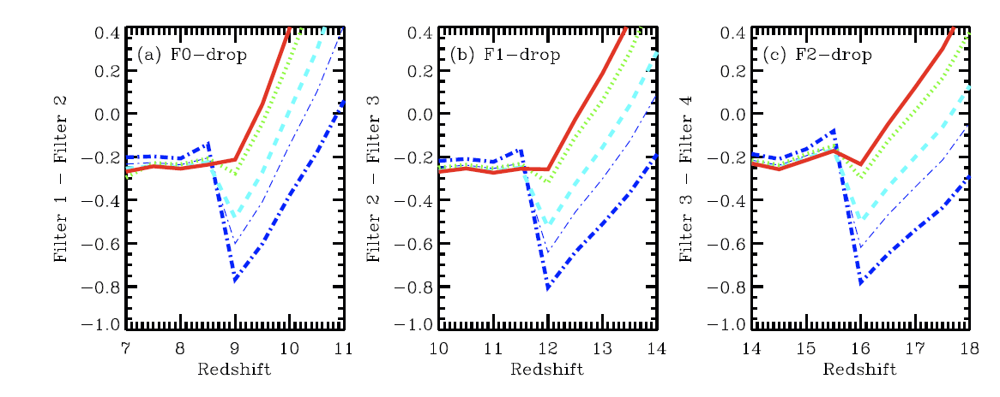 (a) F0-drop
Filter 1 - Filter 2
0.4
0.2
0.0
-0.2
-0.4
-0.6
-0.8
-1.0
7 8 9 10 11
Redshift
(b) F1-drop
Filter 2 - Filter 3
0.4
0.2
0.0
-0.2
-0.4
-0.6
-0.8
-1.0
10 11 12 13 14
Redshift
(c) F2-drop
Filter 3 - Filter 4
0.4
0.2
0.0
-0.2
-0.4
-0.6
-0.8
-1.0
14 15 16 17 18
Redshift